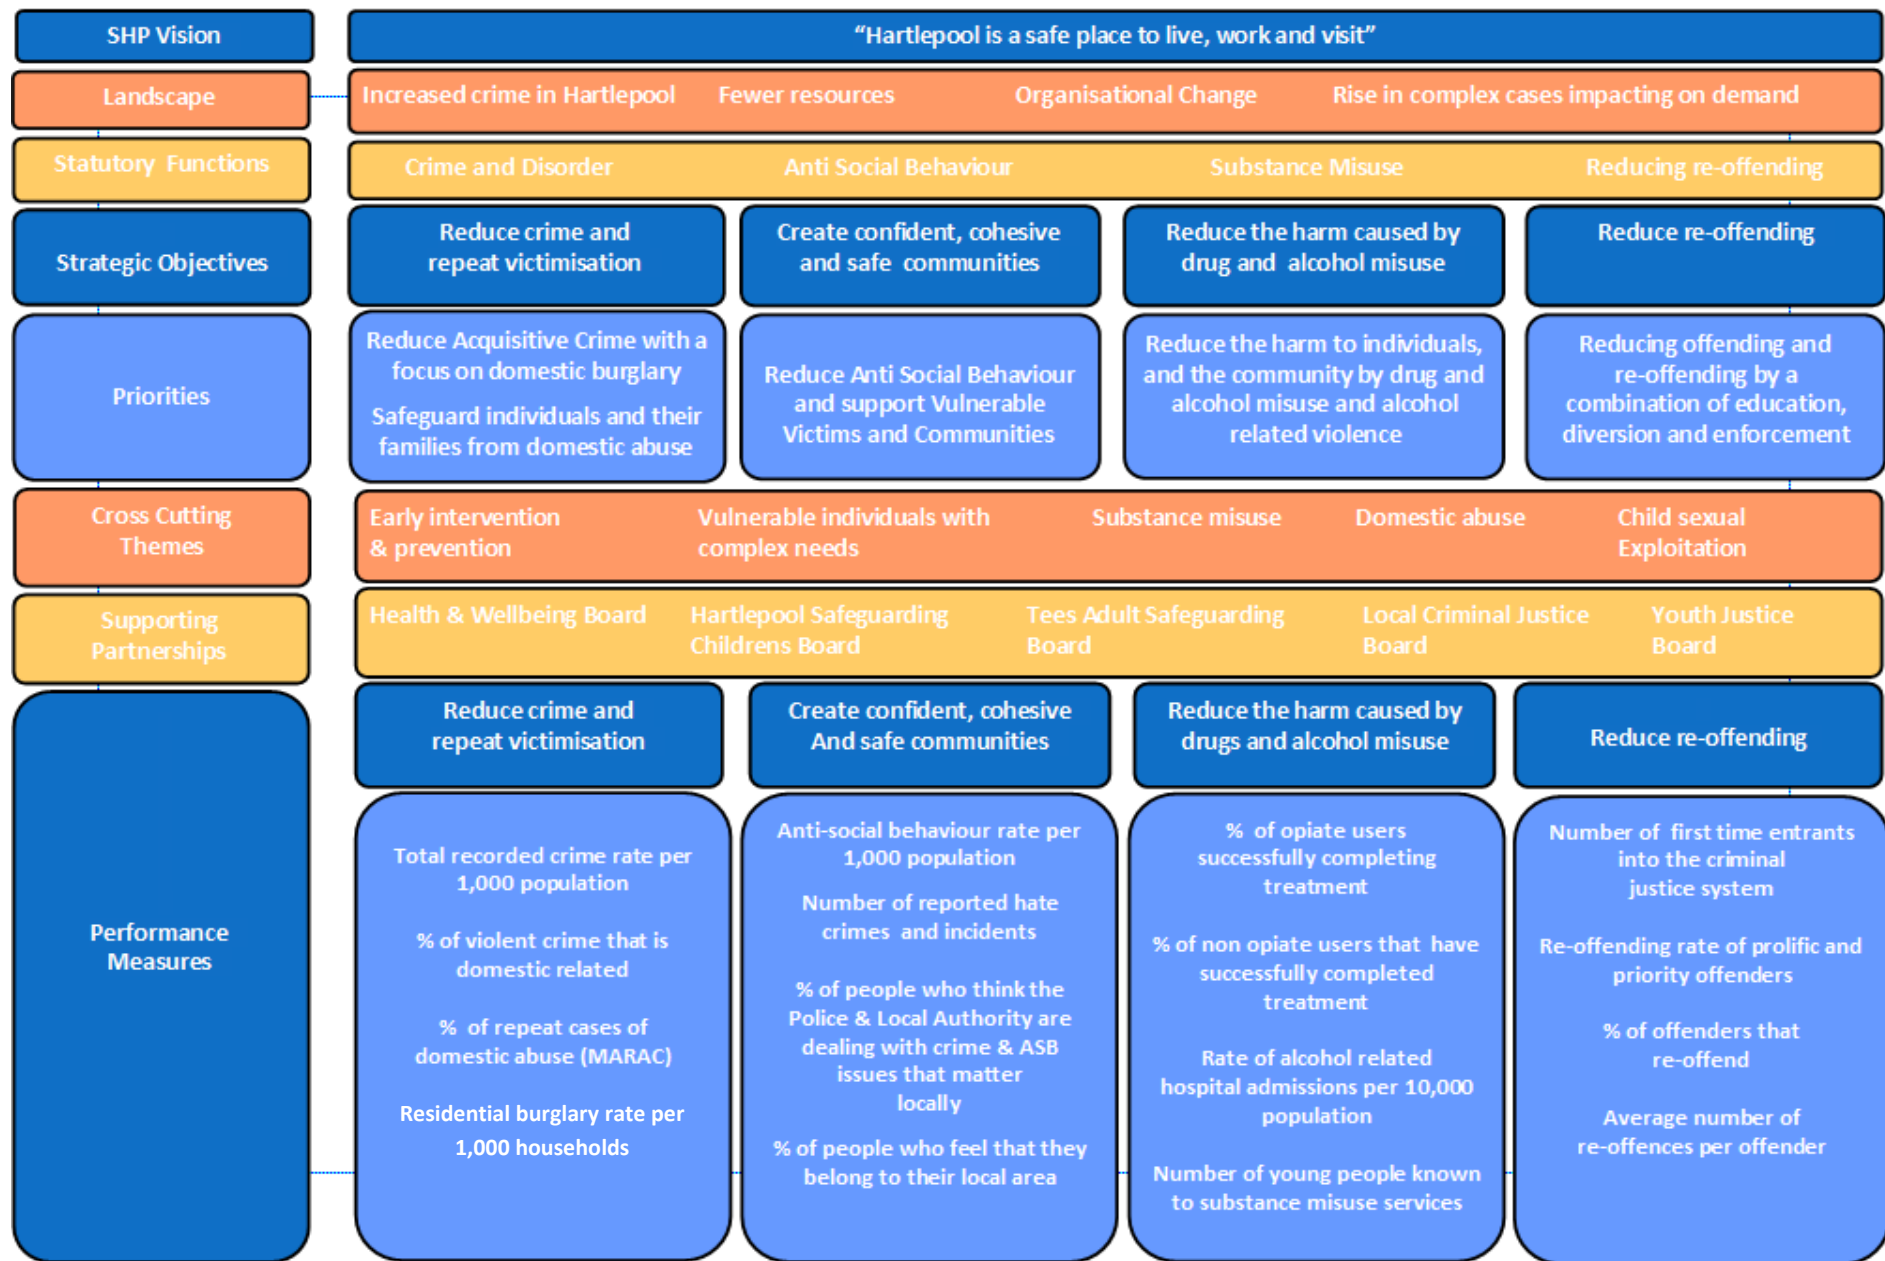 SHP Vision
“Hartlepool is a safe place to live, work and visit”
Landscape
Increased crime in Hartlepool
Fewer resources
Organisational Change
Rise in complex cases impacting on demand
Statutory Functions
Crime and Disorder
Anti Social Behaviour
Substance Misuse
Reducing re-offending
Strategic Objectives
Reduce crime and
repeat victimisation
Create confident, cohesive
and safe communities
Reduce the harm caused by
drug and alcohol misuse
Reduce re-offending
Priorities
Reduce Acquisitive Crime with a
focus on domestic burglary
Safeguard individuals and their
families from domestic abuse
Reduce Anti Social Behaviour
and support Vulnerable
Victims and Communities
Reduce the harm to individuals,
and the community by drug and
alcohol misuse and alcohol
related violence
Reducing offending and
re-offending by a
combination of education,
diversion and enforcement
Cross Cutting
Themes
Early intervention
& prevention
Vulnerable individuals with
complex needs
Substance misuse
Domestic abuse
Child sexual
Exploitation
Supporting
Partnerships
Health & Wellbeing Board
Hartlepool Safeguarding
Childrens Board
Tees Adult Safeguarding
Board
Local Criminal Justice
Board
Youth Justice
Board
Performance
Measures
Reduce crime and
repeat victimisation
Create confident, cohesive
And safe communities
Reduce the harm caused by
drugs and alcohol misuse
Reduce re-offending
Total recorded crime rate per
1,000 population
% of violent crime that is
domestic related
% of repeat cases of
domestic abuse (MARAC)
Residential burglary rate per
1,000 households
Anti-social behaviour rate per
1,000 population
Number of reported hate
crimes and incidents
% of people who think the
Police & Local Authority are
dealing with crime & ASB
issues that matter
locally
% of people who feel that they
belong to their local area
% of opiate users
successfully completing
treatment
% of non opiate users that have
successfully completed
treatment
Rate of alcohol related
hospital admissions per 10,000
population
Number of young people known
to substance misuse services
Number of first time entrants
into the criminal
justice system
Re-offending rate of prolific and
priority offenders
% of offenders that
re-offend
Average number of
re-offences per offender